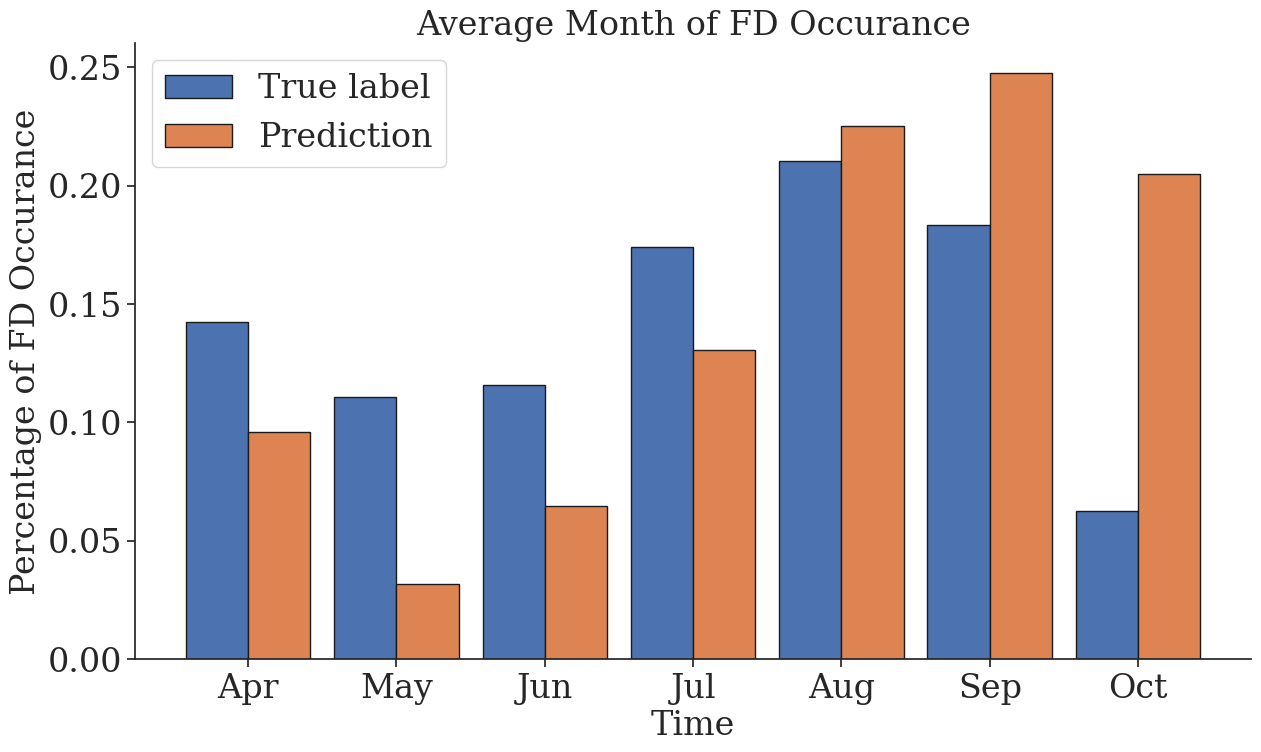 Average Month of FD Occurance
True label
Prediction
Percentage of FD Occurance
0.25
0.20
0.15
0.10
0.05
0.00
Apr May Jun Jul Aug Sep Oct
Time